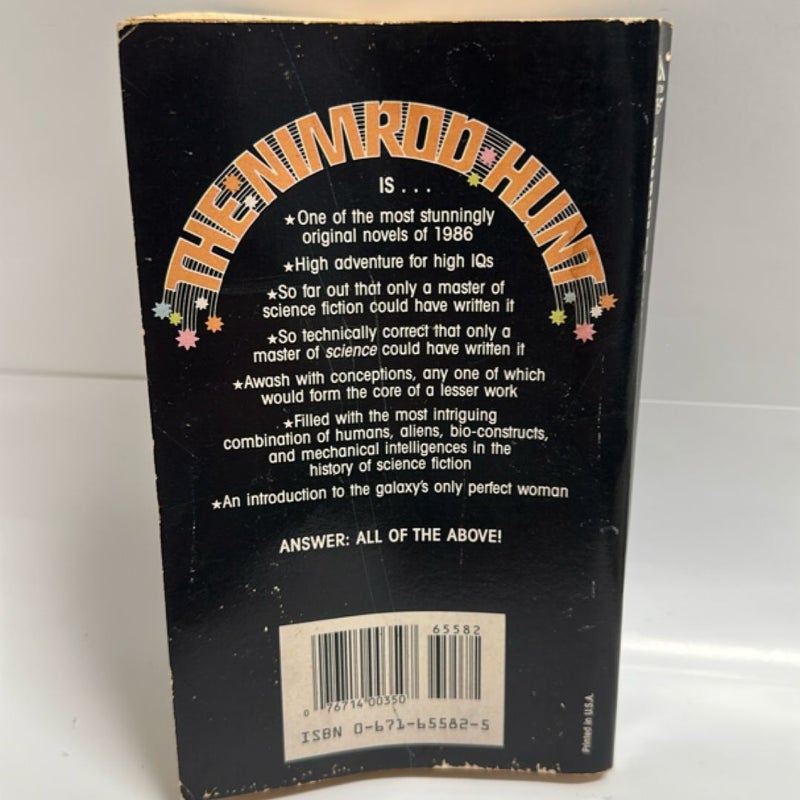 THE NIMROD HUNT
IS . . .
★One of the most stunningly
original novels of 1986
★High adventure for high IQs
★So far out that only a master of
science fiction could have written it
★So technically correct that only a
master of science could have written it
★Awash with conceptions, any one of which
would form the core of a lesser work
★Filled with the most intriguing
combination of humans, aliens, bio-constructs,
and mechanical intelligences in the
history of science fiction
★An introduction to the galaxy's only perfect woman
ANSWER: ALL OF THE ABOVE!
65582
0 76714 00350
ISBN 0-671-65582-5
Printed in U.S.A.